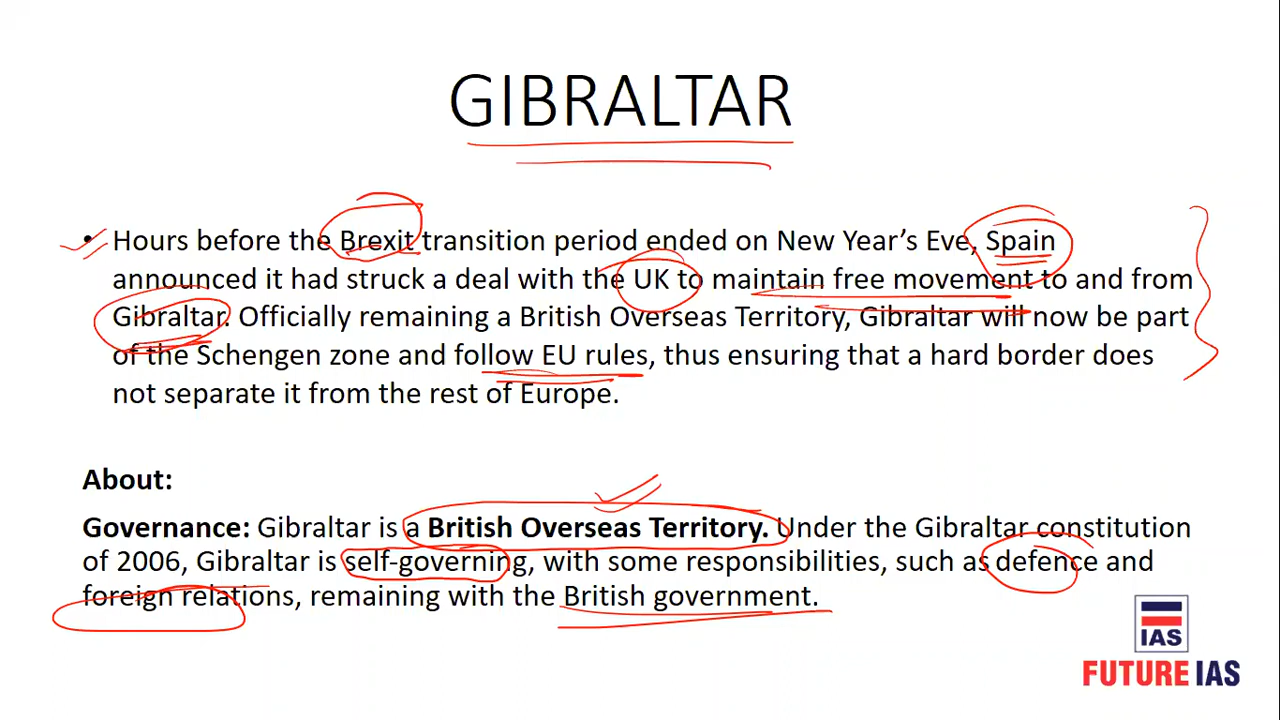 GIBRALTAR
• Hours before the Brexit transition period ended on New Year’s Eve, Spain
announced it had struck a deal with the UK to maintain free movement to and from
Gibraltar. Officially remaining a British Overseas Territory, Gibraltar will now be part
of the Schengen zone and follow EU rules, thus ensuring that a hard border does
not separate it from the rest of Europe.
About:
Governance: Gibraltar is a British Overseas Territory. Under the Gibraltar constitution
of 2006, Gibraltar is self-governing, with some responsibilities, such as defence and
foreign relations, remaining with the British government.
IAS
FUTURE IAS